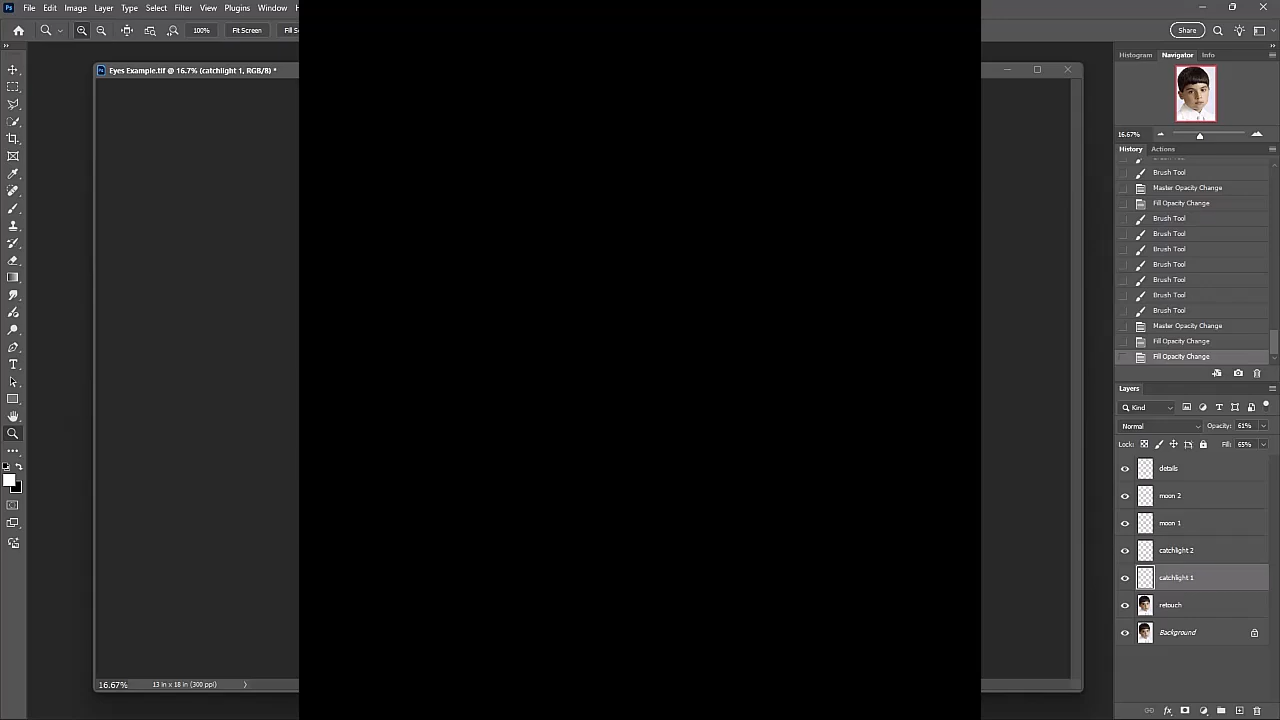 File Edit Image Layer Type Select Filter View Plugins Window
100% Fit Screen
Share
Eyes Example.tif @ 16.7% (catchlight 1, RGB/8) *
Histogram Navigator Info
16.67%
History Actions
Brush Tool
Master Opacity Change
Fill Opacity Change
Brush Tool
Brush Tool
Brush Tool
Brush Tool
Brush Tool
Brush Tool
Brush Tool
Master Opacity Change
Fill Opacity Change
Fill Opacity Change
Layers
Kind
Normal Opacity: 61%
Lock: Fill: 65%
details
moon 2
moon 1
catchlight 2
catchlight 1
retouch
Background
16.67% 13 in x 18 in (300 ppi)